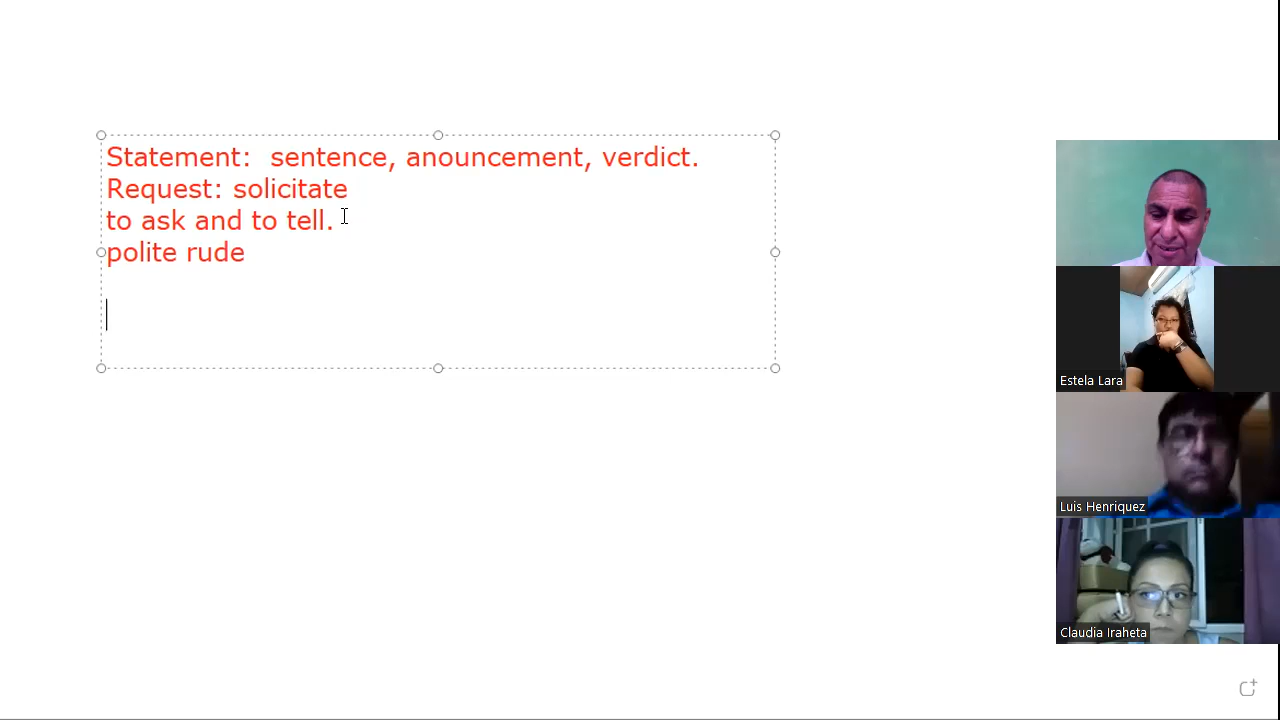 Statement:  sentence, anouncement, verdict.
Request: solicitate
to ask and to tell.
polite rude
Estela Lara
Luis Henriquez
Claudia Iraheta